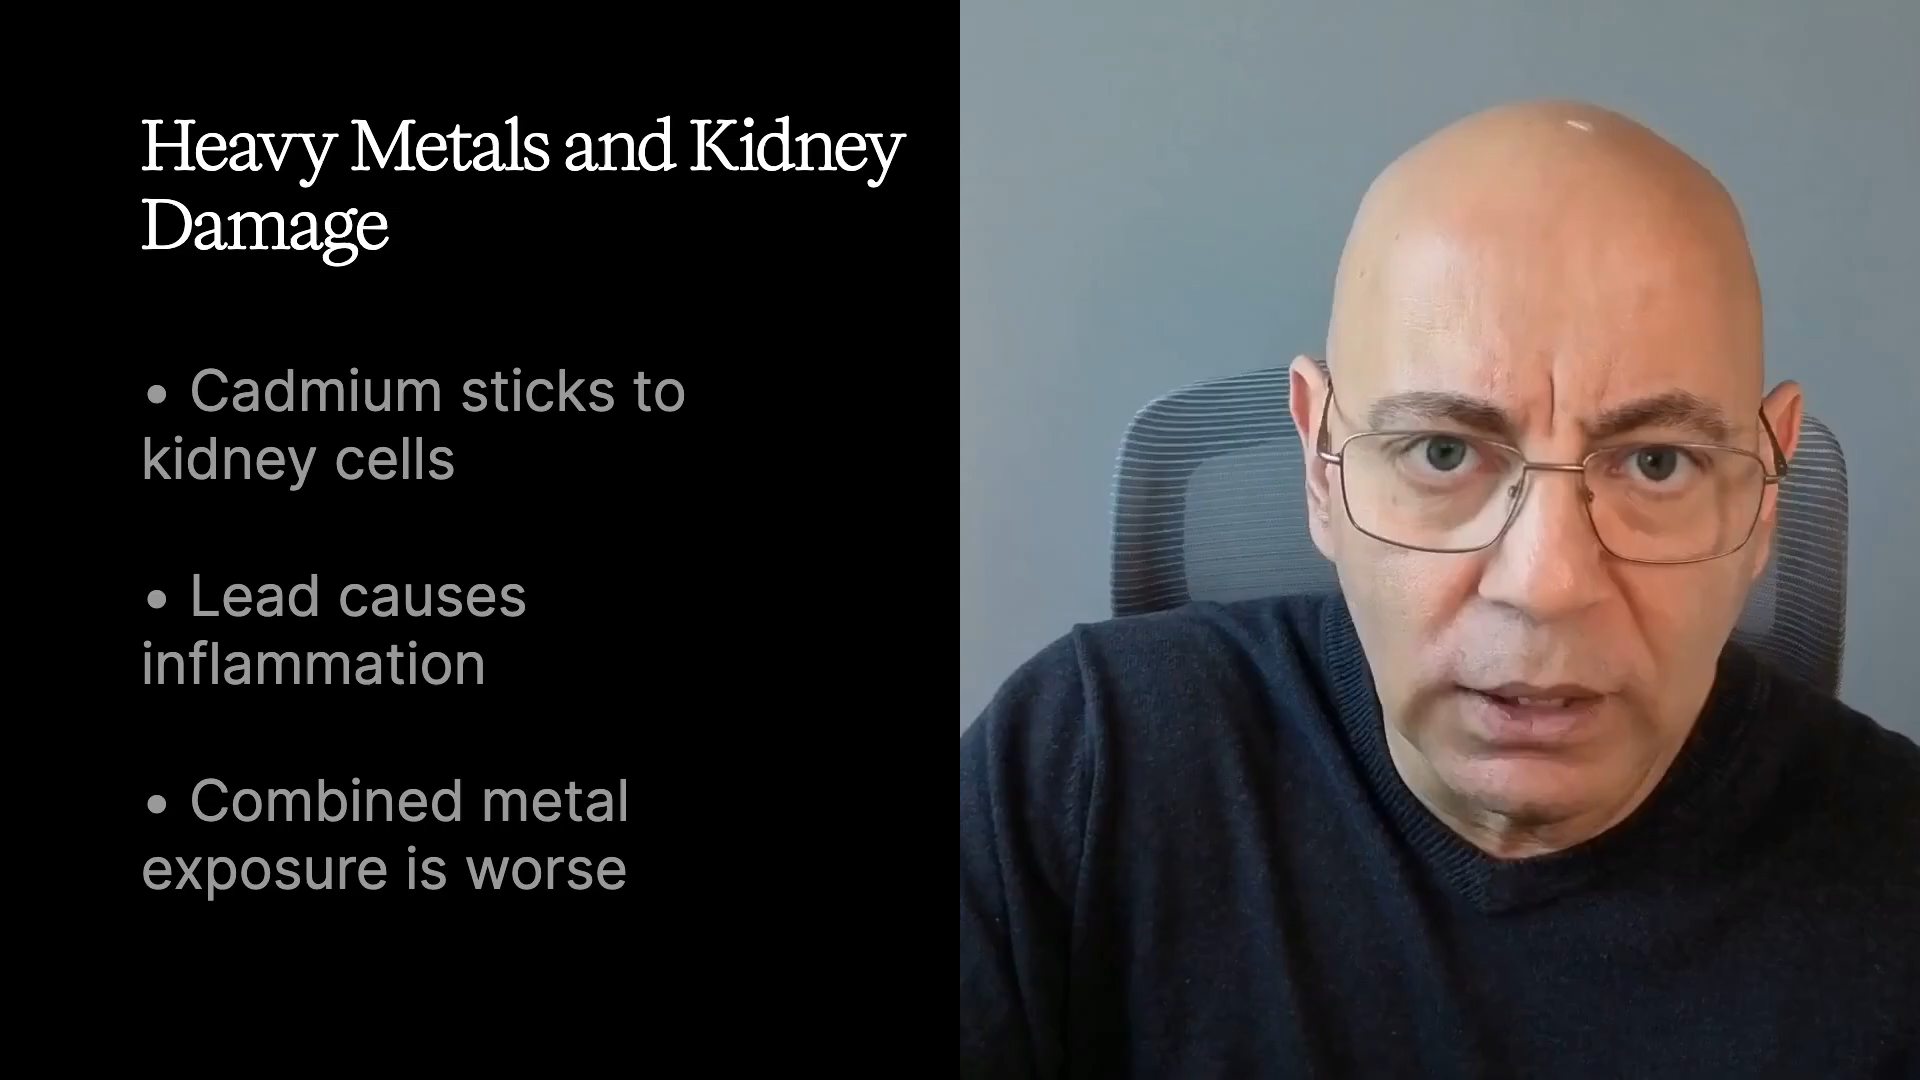 Heavy Metals and Kidney
Damage
• Cadmium sticks to
kidney cells
• Lead causes
inflammation
• Combined metal
exposure is worse